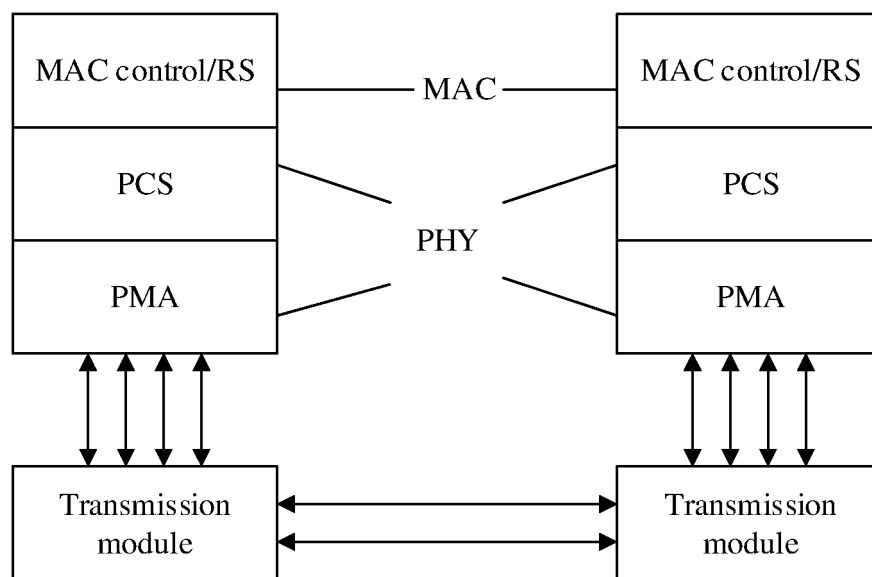 MAC control/RS
MAC
MAC control/RS
PCS
PCS
PHY
PMA
PMA
Transmission
module
Transmission
module